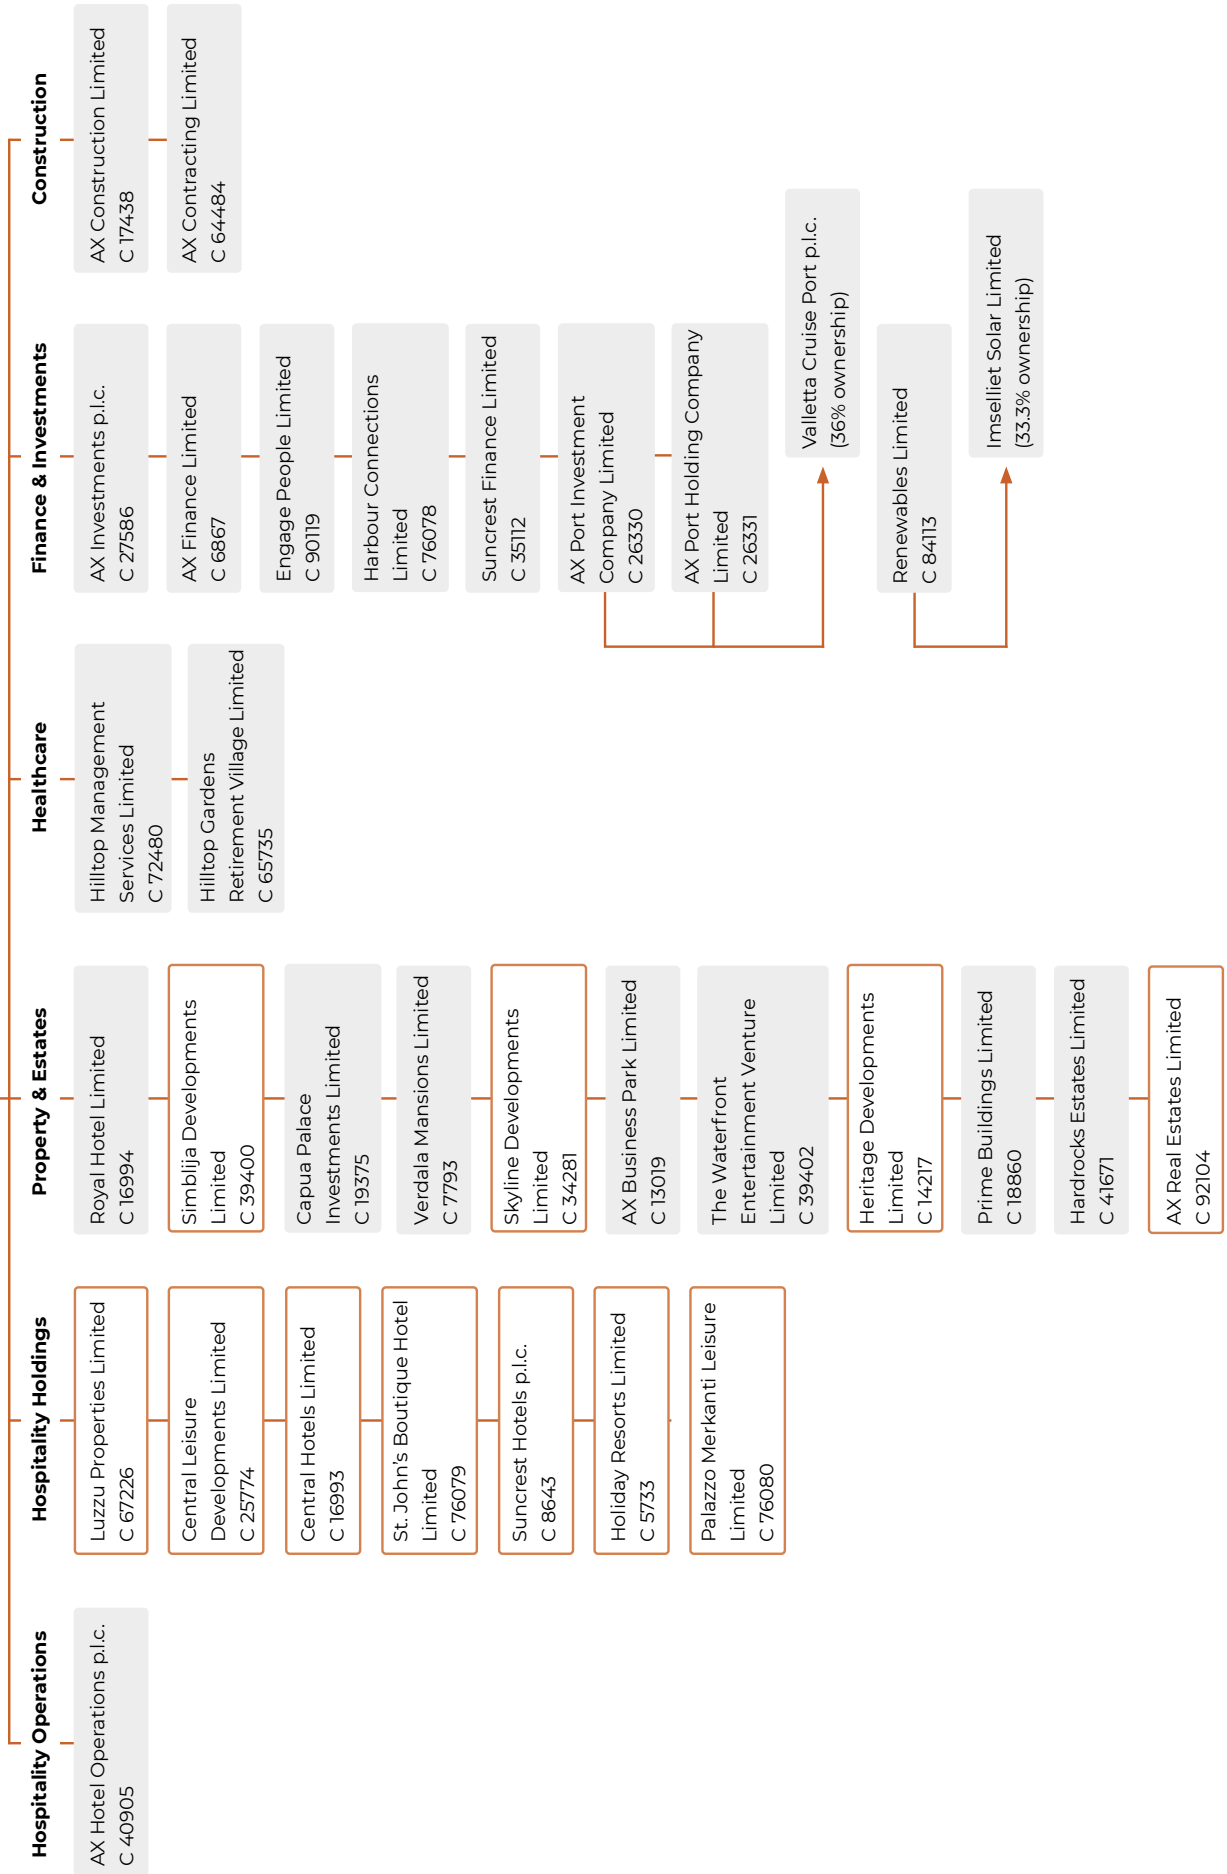 Hospitality Operations
AX Hotel Operations p.l.c.
C 40905
Hospitality Holdings
Luzzu Properties Limited
C 67226
Central Leisure
Developments Limited
C 25774
Central Hotels Limited
C 16993
St. John's Boutique Hotel
Limited
C 76079
Suncrest Hotels p.l.c.
C 8643
Holiday Resorts Limited
C 5733
Palazzo Merkanti Leisure
Limited
C 76080
Property & Estates
Royal Hotel Limited
C 16994
Simblija Developments
Limited
C 39400
Capua Palace
Investments Limited
C 19375
Verdala Mansions Limited
C 7793
Skyline Developments
Limited
C 34281
AX Business Park Limited
C 13019
The Waterfront
Entertainment Venture
Limited
C 39402
Heritage Developments
Limited
C 14217
Prime Buildings Limited
C 18860
Hardrocks Estates Limited
C 41671
AX Real Estates Limited
C 92104
Healthcare
Hilltop Management
Services Limited
C 72480
Hilltop Gardens
Retirement Village Limited
C 65735
Finance & Investments
AX Investments p.l.c.
C 27586
AX Finance Limited
C 6867
Engage People Limited
C 90119
Harbour Connections
Limited
C 76078
Suncrest Finance Limited
C 35112
AX Port Investment
Company Limited
C 26330
AX Port Holding Company
Limited
C 26331
Valletta Cruise Port p.l.c.
(36% ownership)
Renewables Limited
C 84113
Imselliet Solar Limited
(33.3% ownership)
Construction
AX Construction Limited
C 17438
AX Contracting Limited
C 64484